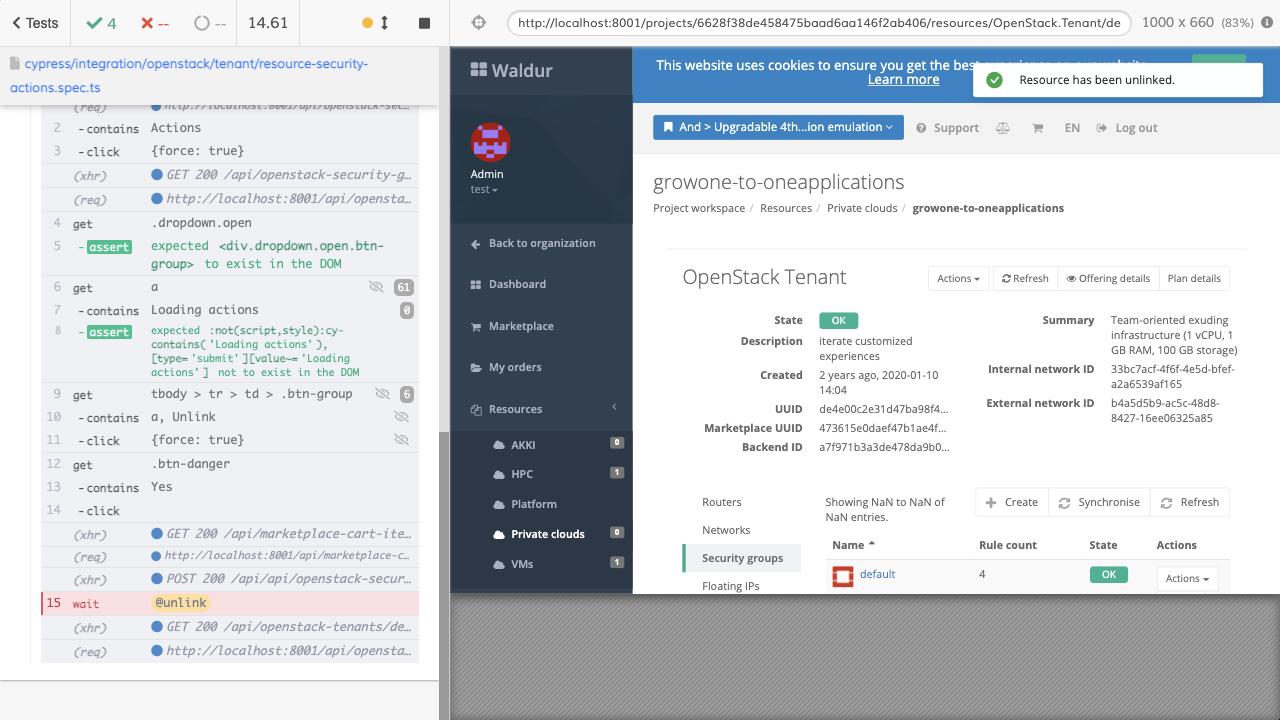 Tests
4
--
--
14.61
http://localhost:8001/projects/6628f38de458475baad6aa146f2ab406/resources/OpenStack.Tenant/de
1000 x 660 (83%)
cypress/integration/openstack/tenant/resource-security-
actions.spec.ts
(req) http://localhost:8001/api/openstack-sec...
2 -contains Actions
3 -click {force: true}
(xhr) GET 200 /api/openstack-security-g...
(req) http://localhost:8001/api/opensta...
4 get .dropdown.open
5 -assert expected <div.dropdown.open.btn-
group> to exist in the DOM
6 get a 61
7 -contains Loading actions 0
8 -assert expected :not(script,style):cy-
contains('Loading actions'),
[type='submit'][value~='Loading
actions'] not to exist in the DOM
9 get tbody > tr > td > .btn-group 6
10 -contains a, Unlink
11 -click {force: true}
12 get .btn-danger
13 -contains Yes
14 -click
(xhr) GET 200 /api/marketplace-cart-ite...
(req) http://localhost:8001/api/marketplace-c...
(xhr) POST 200 /api/openstack-secur...
15 wait @unlink
(xhr) GET 200 /api/openstack-tenants/de...
(req) http://localhost:8001/api/opensta...
Waldur
Admin
test
Back to organization
Dashboard
Marketplace
My orders
Resources
AKKI 0
HPC 1
Platform
Private clouds 0
VMs 1
This website uses cookies to ensure you get the best
Learn more
Resource has been unlinked.
And > Upgradable 4th...ion emulation
Support
EN
Log out
growone-to-oneapplications
Project workspace / Resources / Private clouds / growone-to-oneapplications
OpenStack Tenant
Actions
Refresh
Offering details
Plan details
State OK
Description iterate customized
experiences
Created 2 years ago, 2020-01-10
14:04
UUID de4e00c2e31d47ba98f4...
Marketplace UUID 473615e0daef47b1ae4f...
Backend ID a7f971b3a3de478da9b0...
Summary Team-oriented exuding
infrastructure (1 vCPU, 1
GB RAM, 100 GB storage)
Internal network ID 33bc7acf-4f6f-4e5d-bfef-
a2a6539af165
External network ID b4a5d5b9-ac5c-48d8-
8427-16ee06325a85
Routers
Networks
Security groups
Floating IPs
Showing NaN to NaN of
NaN entries.
Create
Synchronise
Refresh
Name Rule count State Actions
default 4 OK Actions